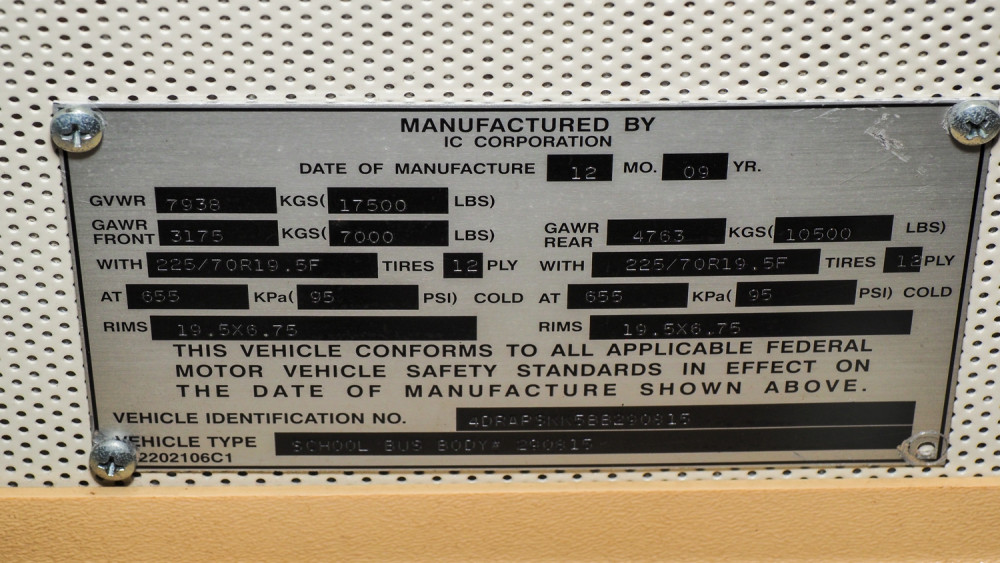 MANUFACTURED BY
IC CORPORATION
DATE OF MANUFACTURE 12 MO. 09 YR.
GVWR 7938 KGS( 17500 LBS)
GAWR FRONT 3175 KGS( 7000 LBS) GAWR REAR 4763 KGS( 10500 LBS)
WITH 225/70R19.5F TIRES 12 PLY WITH 225/70R19.5F TIRES 12 PLY
AT 655 KPa( 95 PSI) COLD AT 655 KPa( 95 PSI) COLD
RIMS 19.5X6.75 RIMS 19.5X6.75
THIS VEHICLE CONFORMS TO ALL APPLICABLE FEDERAL
MOTOR VEHICLE SAFETY STANDARDS IN EFFECT ON
THE DATE OF MANUFACTURE SHOWN ABOVE.
VEHICLE IDENTIFICATION NO.
VEHICLE TYPE SCHOOL BUS BODY# 290815
2202106C1